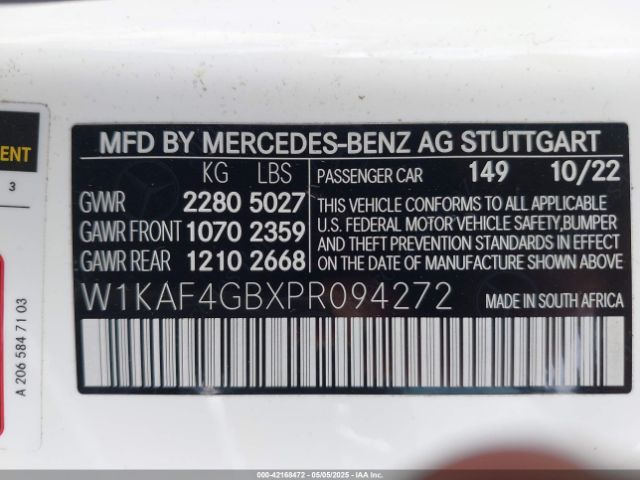 MFD BY MERCEDES-BENZ AG STUTTGART
KG LBS
GWR 2280 5027
GAWR FRONT 1070 2359
GAWR REAR 1210 2668
PASSENGER CAR 149 10/22
THIS VEHICLE CONFORMS TO ALL APPLICABLE
U.S. FEDERAL MOTOR VEHICLE SAFETY,BUMPER
AND THEFT PREVENTION STANDARDS IN EFFECT
ON THE DATE OF MANUFACTURE SHOWN ABOVE.
W1KAF4GBXPR094272 MADE IN SOUTH AFRICA
ENT
3
A 206 584 71 03
000-42168472 05/05/2025 IAA, Inc.